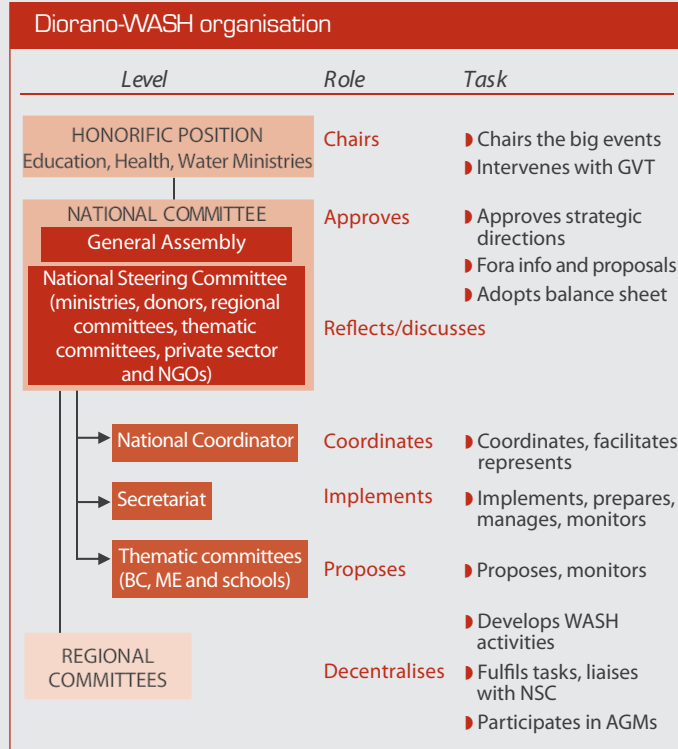 Diorano-WASH organisation
Level Role Task
HONORIFIC POSITION
Education, Health, Water Ministries
Chairs
Chairs the big events
Intervenes with GVT
NATIONAL COMMITTEE
General Assembly
National Steering Committee
(ministries, donors, regional
committees, thematic
committees, private sector
and NGOs)
Approves
Approves strategic
directions
Fora info and proposals
Adopts balance sheet
Reflects/discusses
National Coordinator
Coordinates
Coordinates, facilitates
represents
Secretariat
Implements
Implements, prepares,
manages, monitors
Thematic committees
(BC, ME and schools)
Proposes
Proposes, monitors
REGIONAL
COMMITTEES
Decentralises
Develops WASH
activities
Fulfils tasks, liaises
with NSC
Participates in AGMs